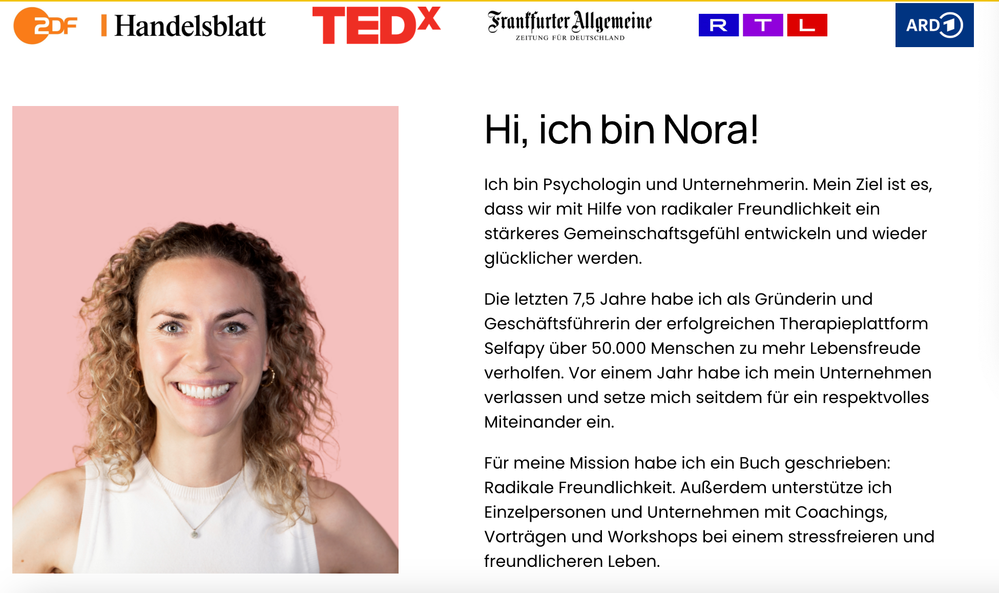 ZDF
Handelsblatt
TEDx
Frankfurter Allgemeine
ZEITUNG FÜR DEUTSCHLAND
RTL
ARD 1
Hi, ich bin Nora!
Ich bin Psychologin und Unternehmerin. Mein Ziel ist es,
dass wir mit Hilfe von radikaler Freundlichkeit ein
stärkeres Gemeinschaftsgefühl entwickeln und wieder
glücklicher werden.
Die letzten 7,5 Jahre habe ich als Gründerin und
Geschäftsführerin der erfolgreichen Therapieplattform
Selfapy über 50.000 Menschen zu mehr Lebensfreude
verholfen. Vor einem Jahr habe ich mein Unternehmen
verlassen und setze mich seitdem für ein respektvolles
Miteinander ein.
Für meine Mission habe ich ein Buch geschrieben:
Radikale Freundlichkeit. Außerdem unterstütze ich
Einzelpersonen und Unternehmen mit Coachings,
Vorträgen und Workshops bei einem stressfreieren und
freundlicheren Leben.